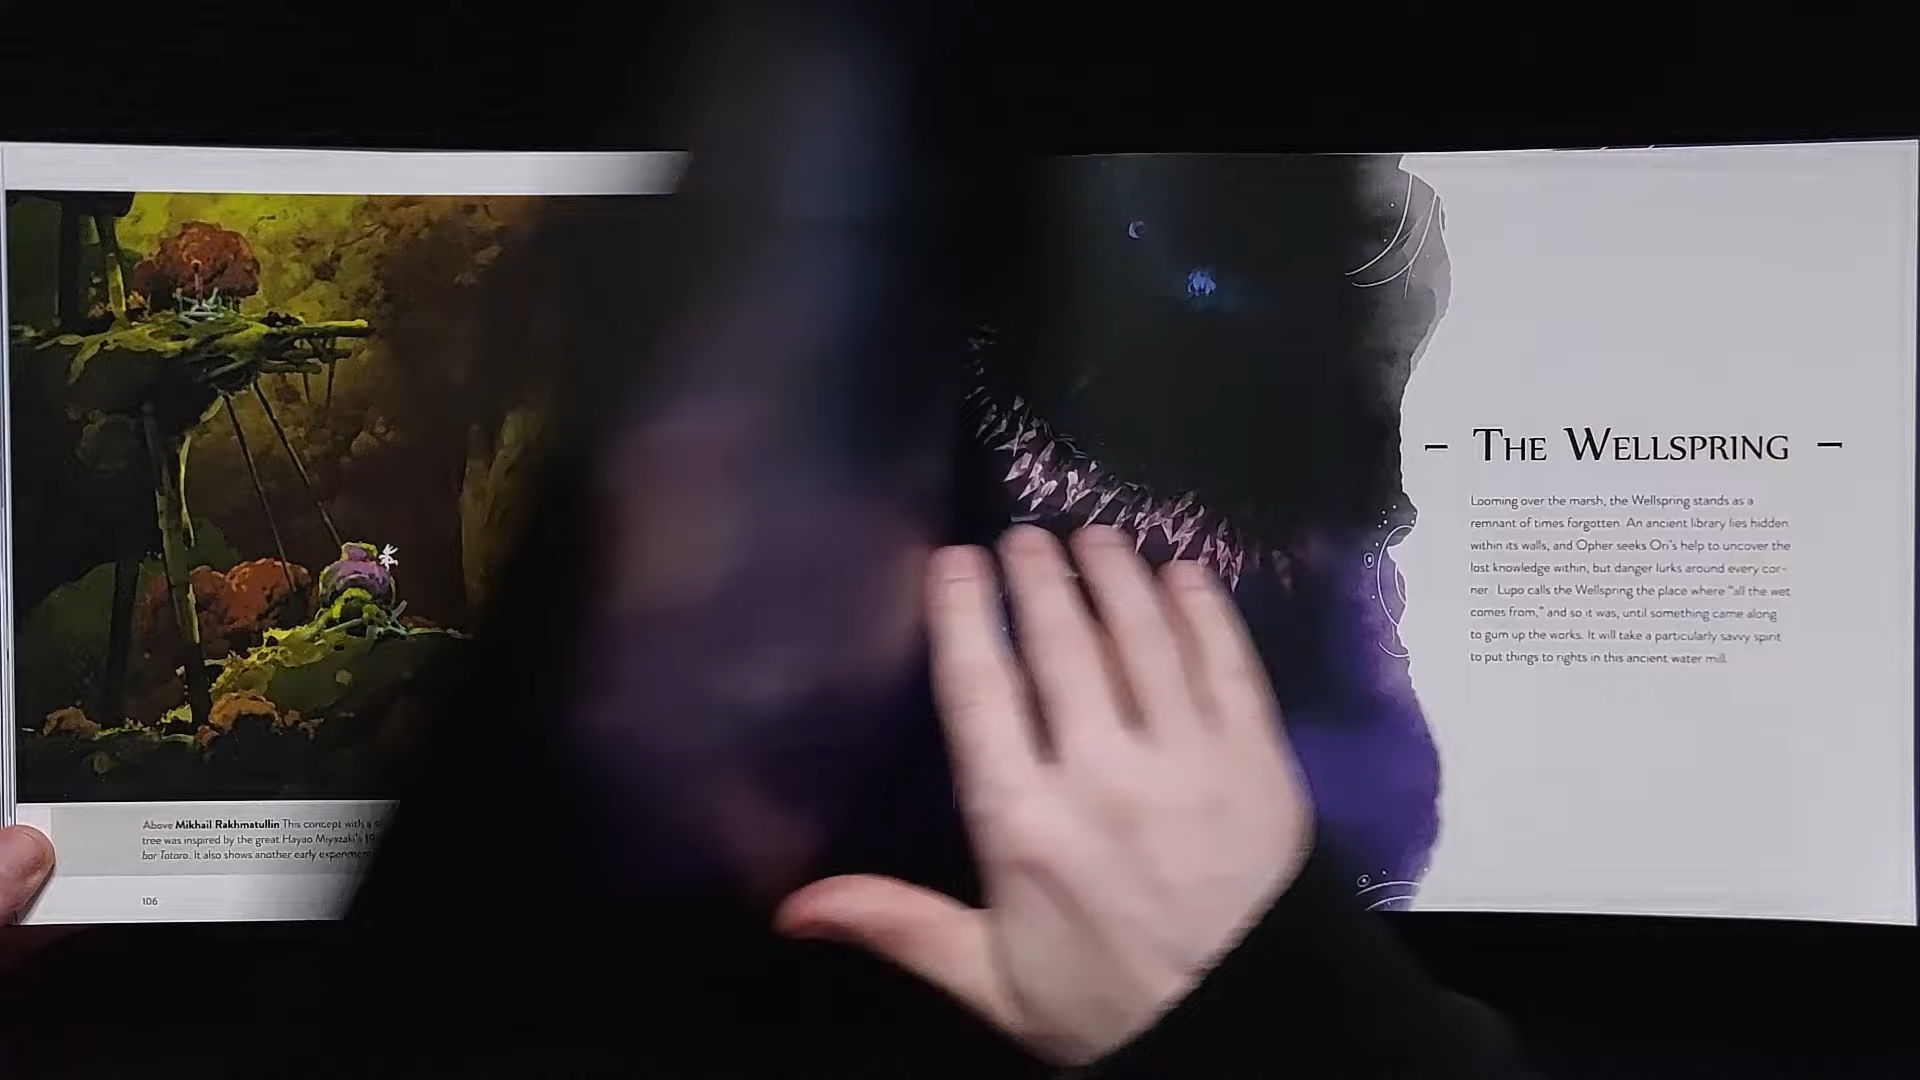 Above Mikhail Rakhmatullin This concept with a
tree was inspired by the great Hayao Miyazaki's
bor Totoro. It also shows another early experiment
106
– The Wellspring –
Looming over the marsh, the Wellspring stands as a
remnant of times forgotten. An ancient library lies hidden
within its walls, and Opher seeks Ori's help to uncover the
lost knowledge within, but danger lurks around every cor-
ner. Lupo calls the Wellspring the place where "all the wet
comes from," and so it was, until something came along
to gum up the works. It will take a particularly savvy spirit
to put things to rights in this ancient water mill.